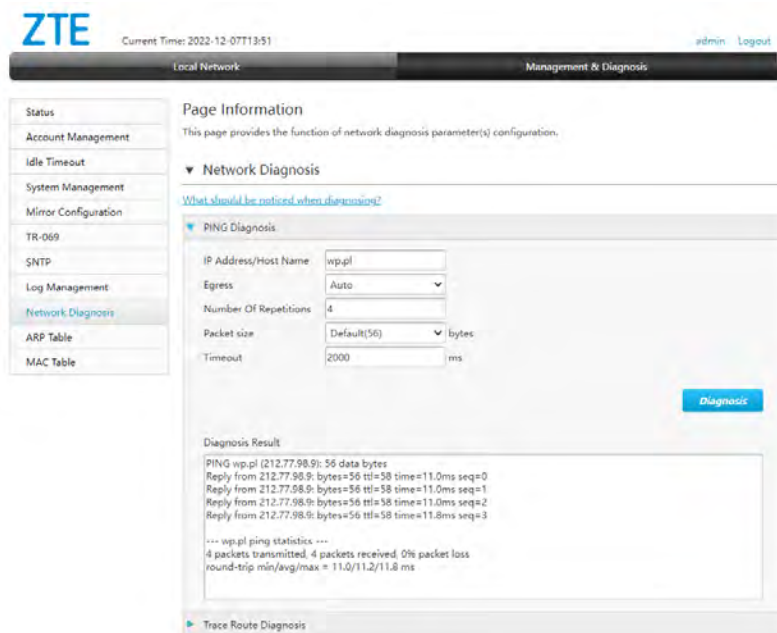 ZTE
Current Time: 2022-12-07T13:51
admin Logout
Local Network
Management & Diagnosis
Status
Account Management
Idle Timeout
System Management
Mirror Configuration
TR-069
SNTP
Log Management
Network Diagnosis
ARP Table
MAC Table
Page Information
This page provides the function of network diagnosis parameter(s) configuration.
Network Diagnosis
What should be noticed when diagnosing?
PING Diagnosis
IP Address/Host Name wp.pl
Egress Auto
Number Of Repetitions 4
Packet size Default(56) bytes
Timeout 2000 ms
Diagnosis
Diagnosis Result
PING wp.pl (212.77.98.9): 56 data bytes
Reply from 212.77.98.9: bytes=56 ttl=58 time=11.0ms seq=0
Reply from 212.77.98.9: bytes=56 ttl=58 time=11.0ms seq=1
Reply from 212.77.98.9: bytes=56 ttl=58 time=11.0ms seq=2
Reply from 212.77.98.9: bytes=56 ttl=58 time=11.8ms seq=3
--- wp.pl ping statistics ---
4 packets transmitted, 4 packets received, 0% packet loss
round-trip min/avg/max = 11.0/11.2/11.8 ms
Trace Route Diagnosis